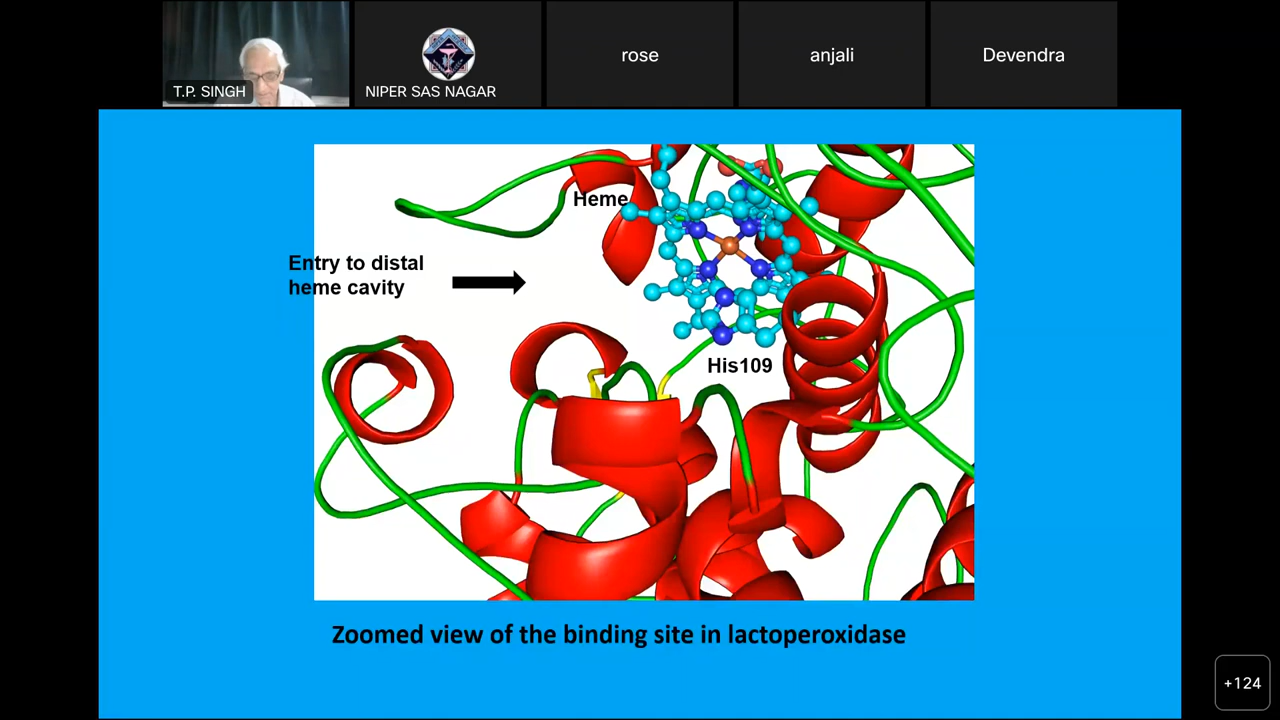 T.P. SINGH
NIPER SAS NAGAR
rose
anjali
Devendra
Heme
Entry to distal
heme cavity
His109
Zoomed view of the binding site in lactoperoxidase
+124